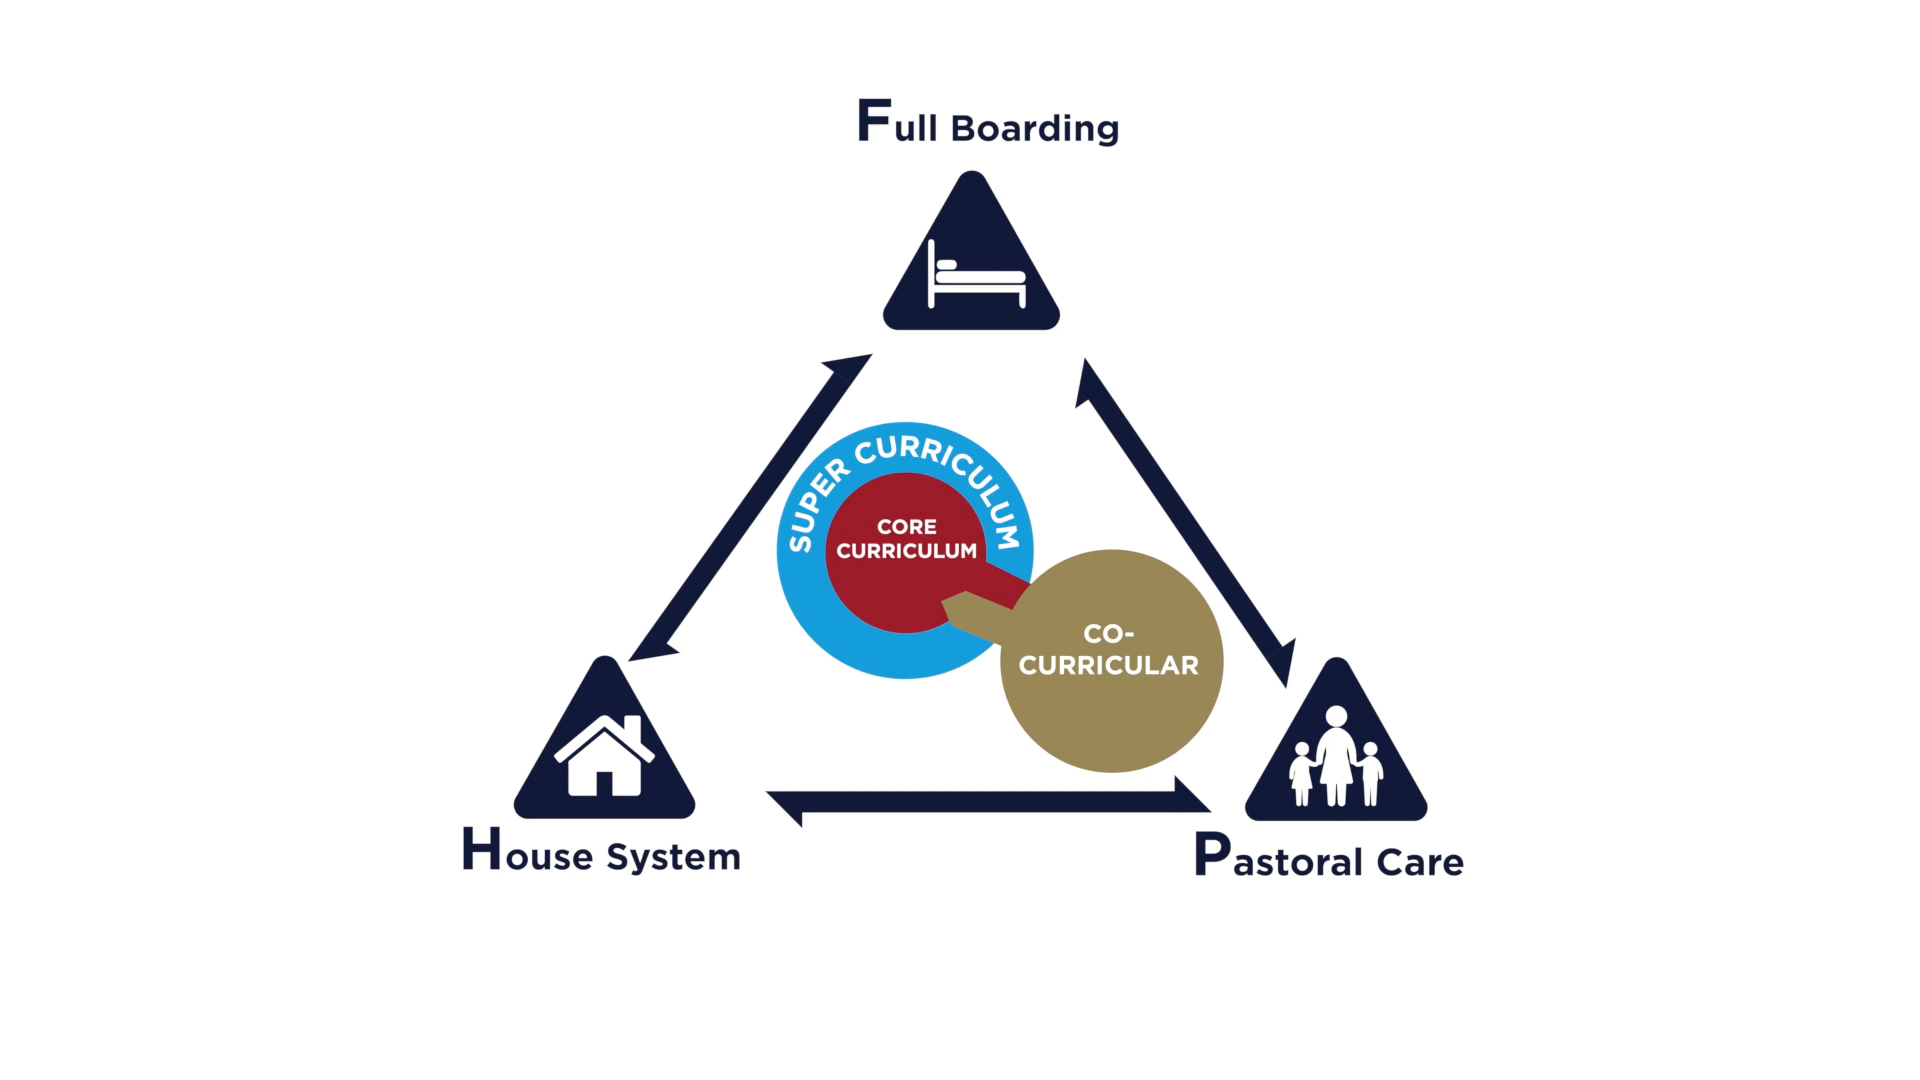 Full Boarding
SUPER CURRICULUM
CORE
CURRICULUM
CO-
CURRICULAR
House System
Pastoral Care